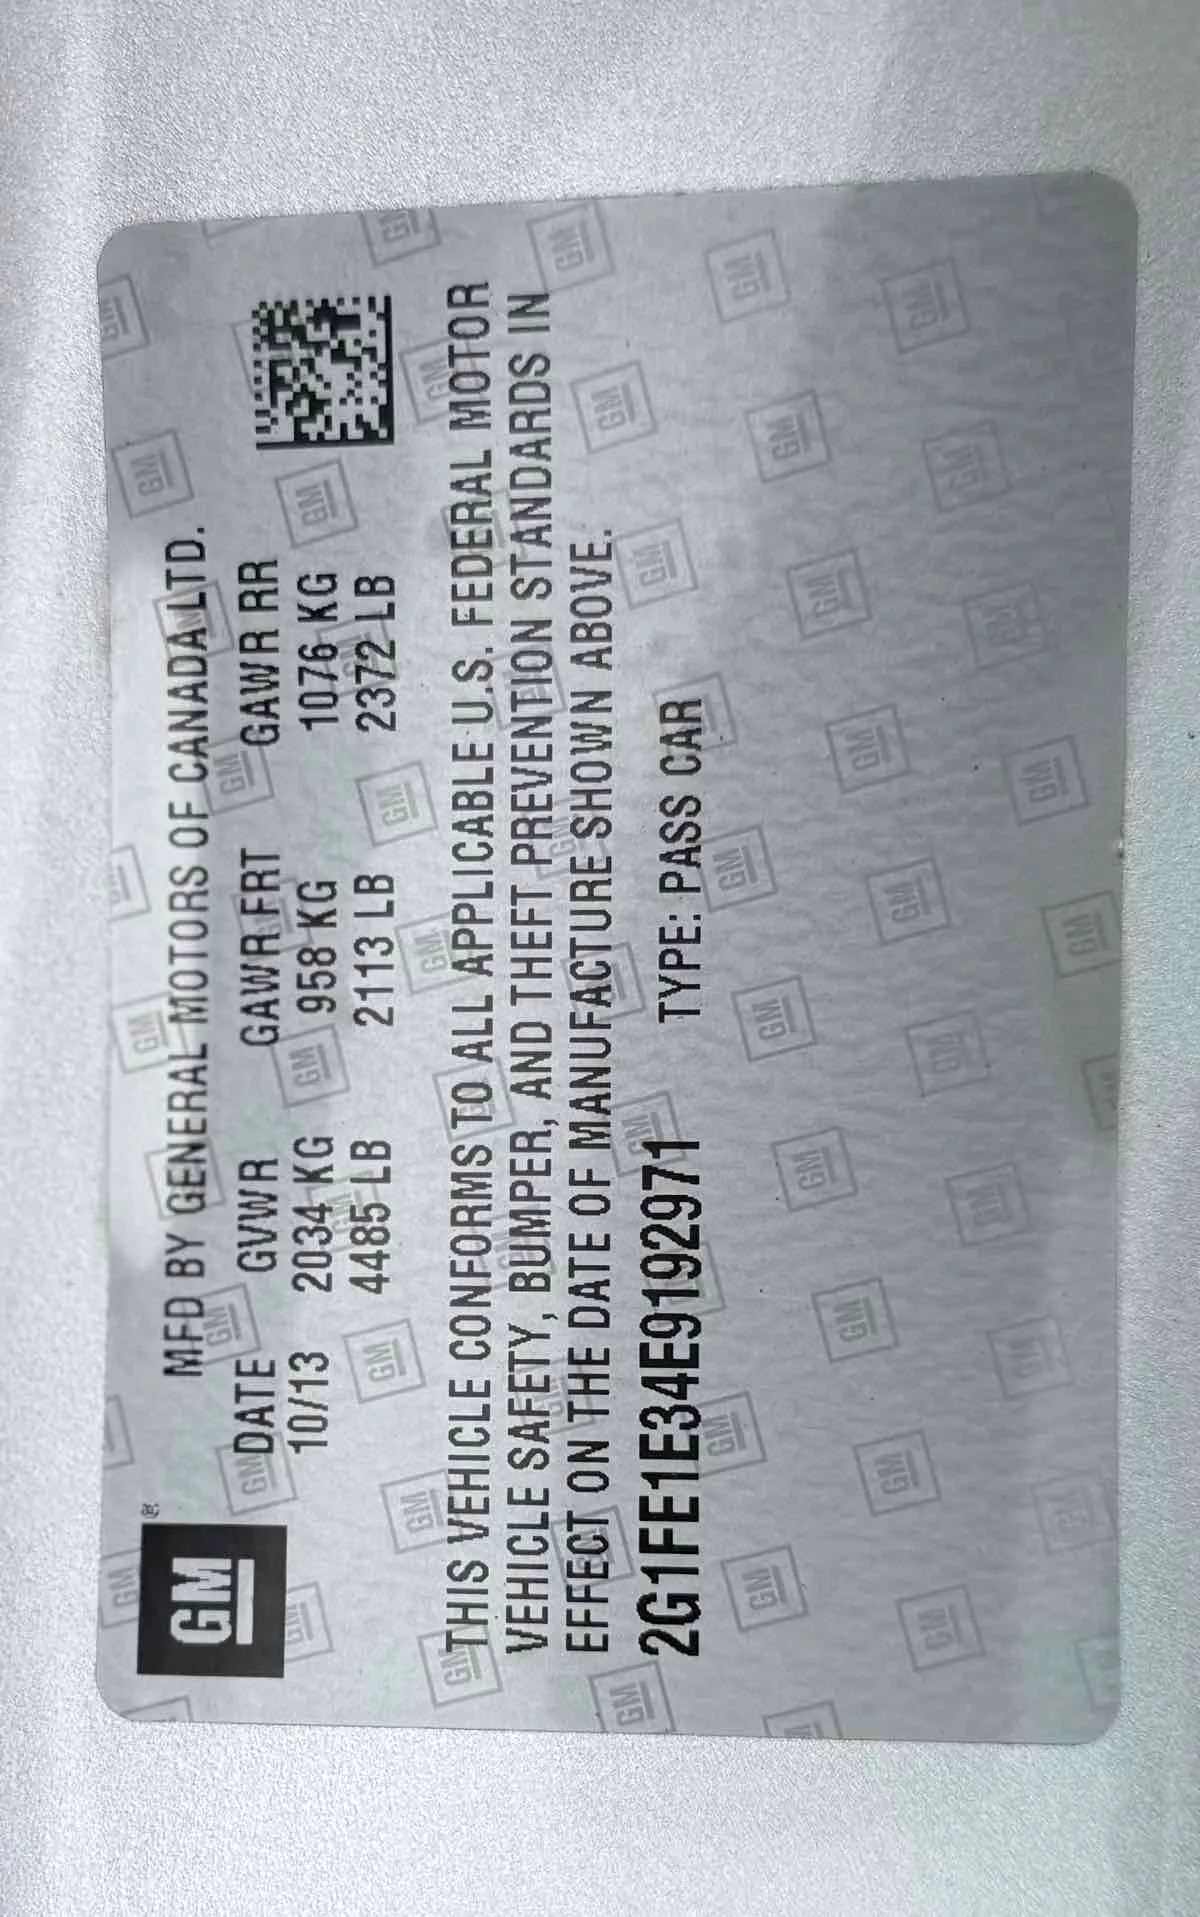 GM®
MFD BY GENERAL MOTORS OF CANADA LTD.
DATE GVWR GAWR FRT GAWR RR
10/13 2034 KG 958 KG 1076 KG
4485 LB 2113 LB 2372 LB
THIS VEHICLE CONFORMS TO ALL APPLICABLE U.S. FEDERAL MOTOR
VEHICLE SAFETY, BUMPER, AND THEFT PREVENTION STANDARDS IN
EFFECT ON THE DATE OF MANUFACTURE SHOWN ABOVE.
2G1FE1E34E9192971 TYPE: PASS CAR